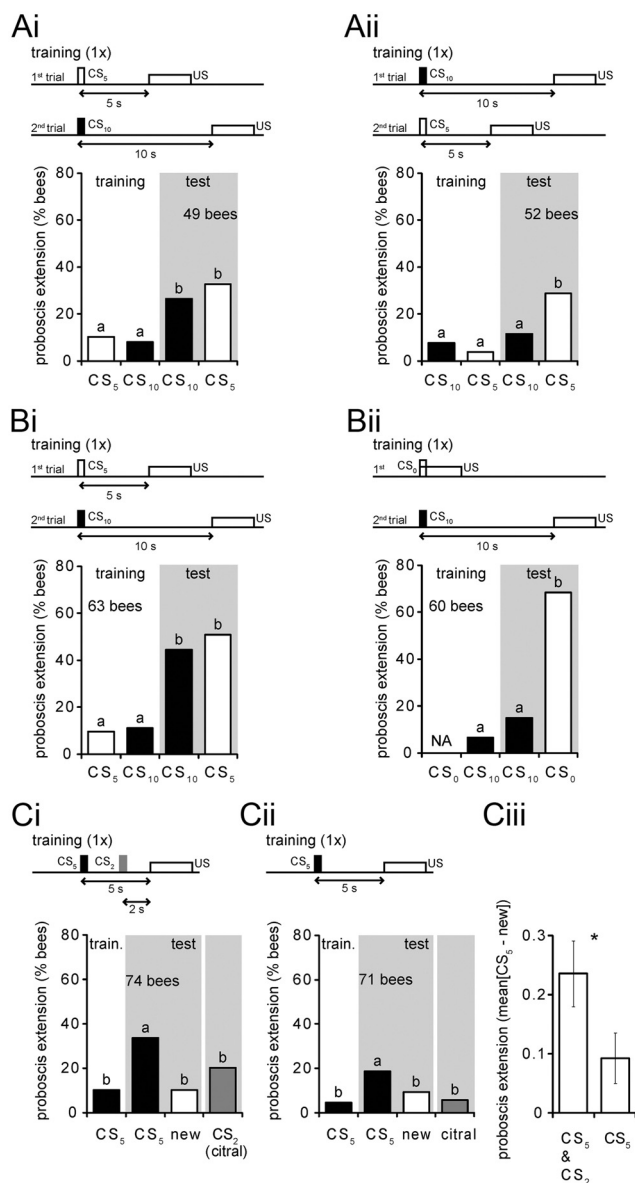 Ai
training (1x)
1st trial CS5 US
5 s
2nd trial CS10 US
10 s
proboscis extension (% bees)
80
60
40
20
0
training test
49 bees
a a b b
CS5 CS10 CS10 CS5
Aii
training (1x)
1st trial CS10 US
10 s
2nd trial CS5 US
5 s
proboscis extension (% bees)
80
60
40
20
0
training test
52 bees
a a a b
CS10 CS5 CS10 CS5
Bi
training (1x)
1st trial CS5 US
5 s
2nd trial CS10 US
10 s
proboscis extension (% bees)
80
60
40
20
0
training test
63 bees
a a b b
CS5 CS10 CS10 CS5
Bii
training (1x)
1st CS0 US
2nd trial CS10 US
10 s
proboscis extension (% bees)
80
60
40
20
0
training test
60 bees
NA a a b
CS0 CS10 CS10 CS0
Ci
training (1x)
CS5 CS2 US
5 s
2 s
proboscis extension (% bees)
80
60
40
20
0
train. test
74 bees
b a b b
CS5 CS5 new CS2
(citral)
Cii
training (1x)
CS5 US
5 s
proboscis extension (% bees)
80
60
40
20
0
train. test
71 bees
b a b b
CS5 CS5 new citral
Ciii
proboscis extension (mean[CS5 - new])
0.3
0.2
0.1
0
*
CS5 CS5
&
CS2